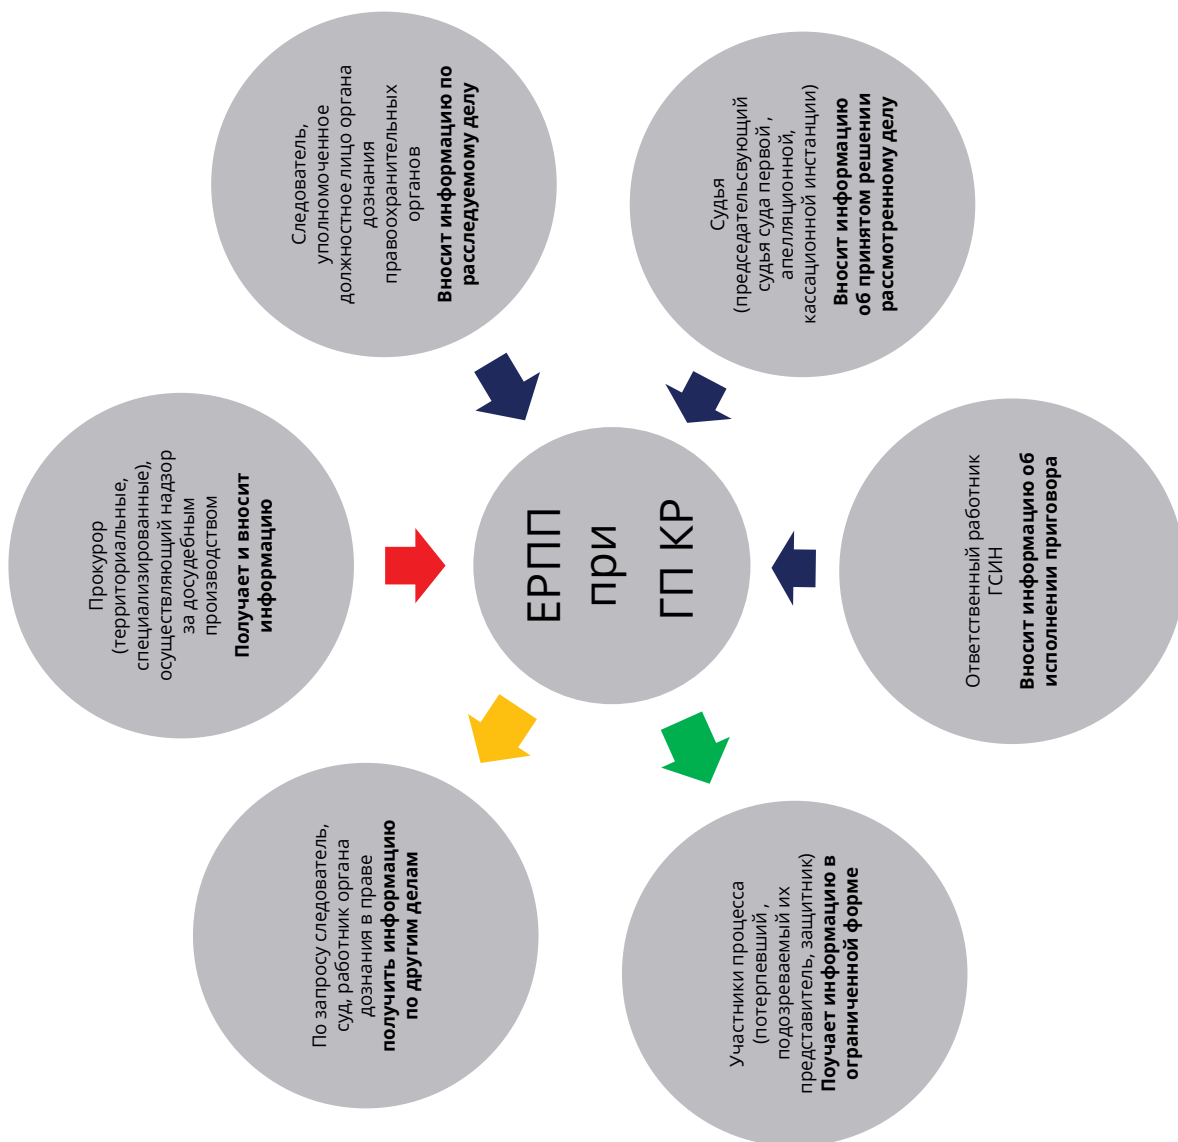 Прокурор
(территориальные,
специализированные),
осуществляющий надзор
за досудебным
производством
Получает и вносит
информацию
Следователь,
уполномоченное
должностное лицо органа
дознания
правоохранительных
органов
Вносит информацию по
расследуемому делу
Судья
(председательсвующий
судья суда первой ,
апелляционной,
кассационной инстанции)
Вносит информацию
об принятом решении
рассмотренному делу
Ответственный работник
ГСИН
Вносит информацию об
исполнении приговора
Участники процесса
(потерпевший ,
подозреваемый их
представитель, защитник)
Поучает информацию в
ограниченной форме
По запросу следователь,
суд, работник органа
дознания в праве
получить информацию
по другим делам
ЕРПП
при
ГП КР